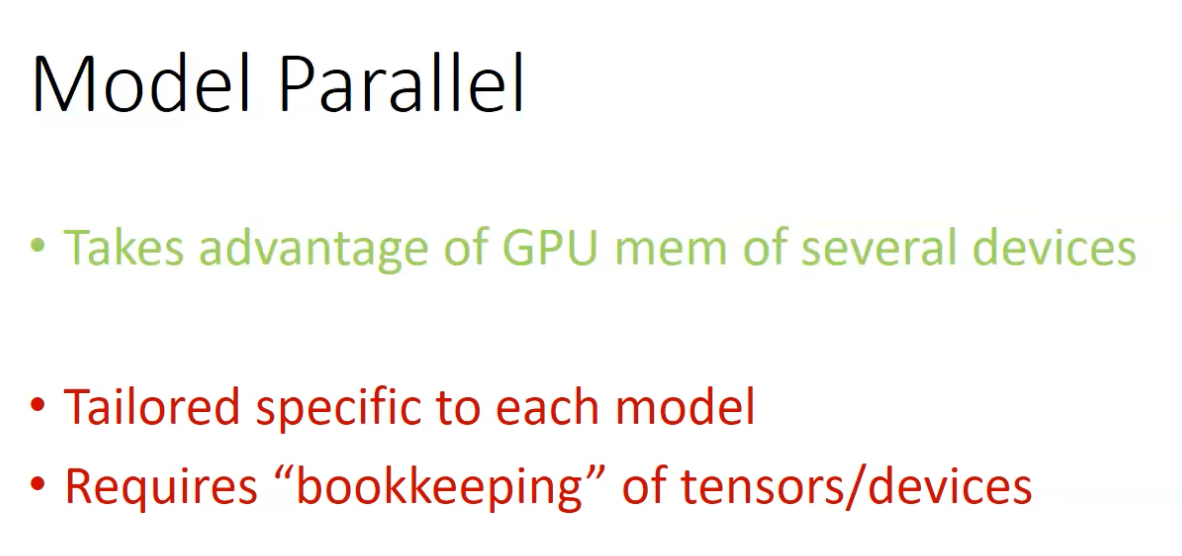 Model Parallel
• Takes advantage of GPU mem of several devices
• Tailored specific to each model
• Requires “bookkeeping” of tensors/devices